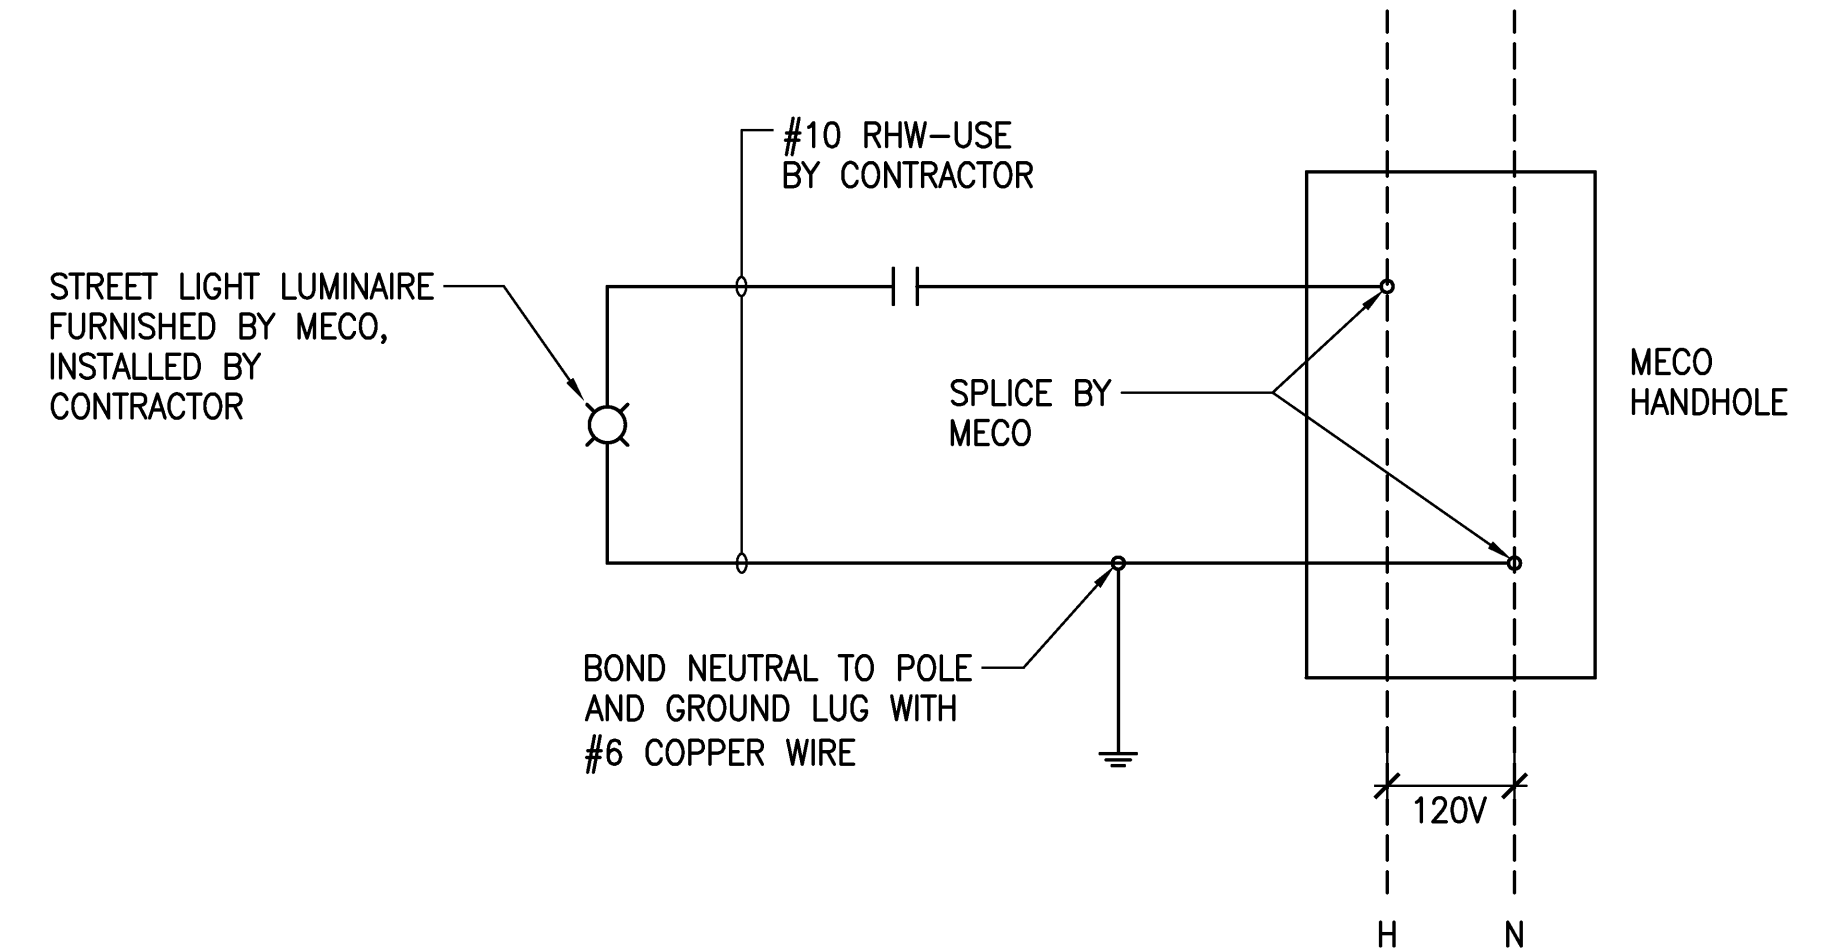 #10 RHW-USE
BY CONTRACTOR
STREET LIGHT LUMINAIRE
FURNISHED BY MECO,
INSTALLED BY
CONTRACTOR
SPLICE BY
MECO
MECO
HANDHOLE
BOND NEUTRAL TO POLE
AND GROUND LUG WITH
#6 COPPER WIRE
120V
H
N